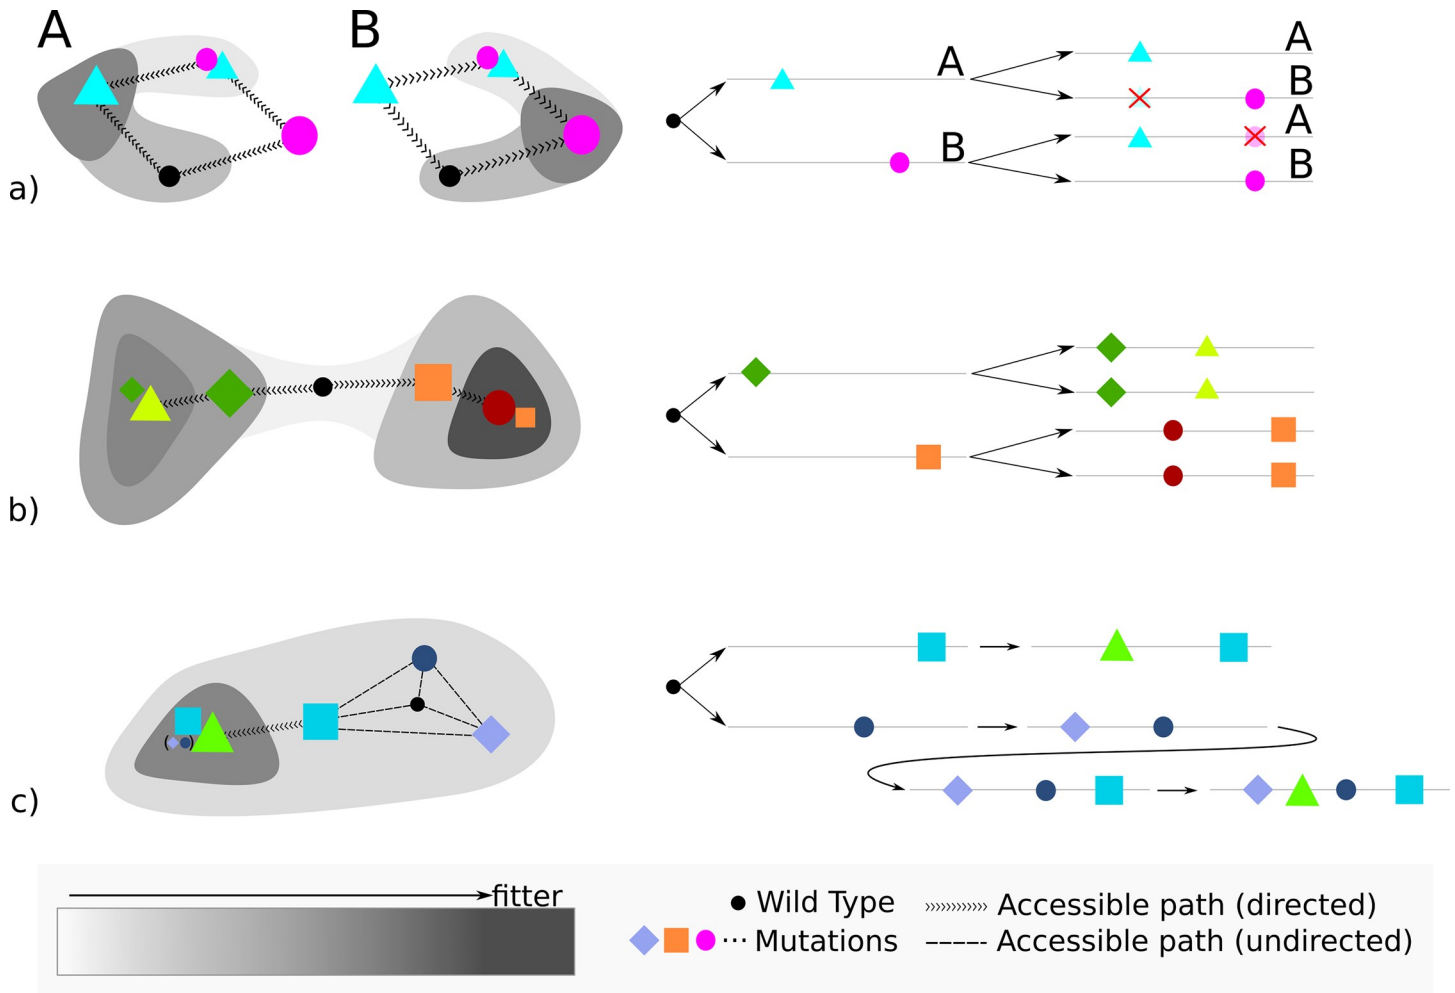 A
B
A
A
B
A
B
B
a)
b)
c)
fitter
Wild Type
Accessible path (directed)
... Mutations
Accessible path (undirected)